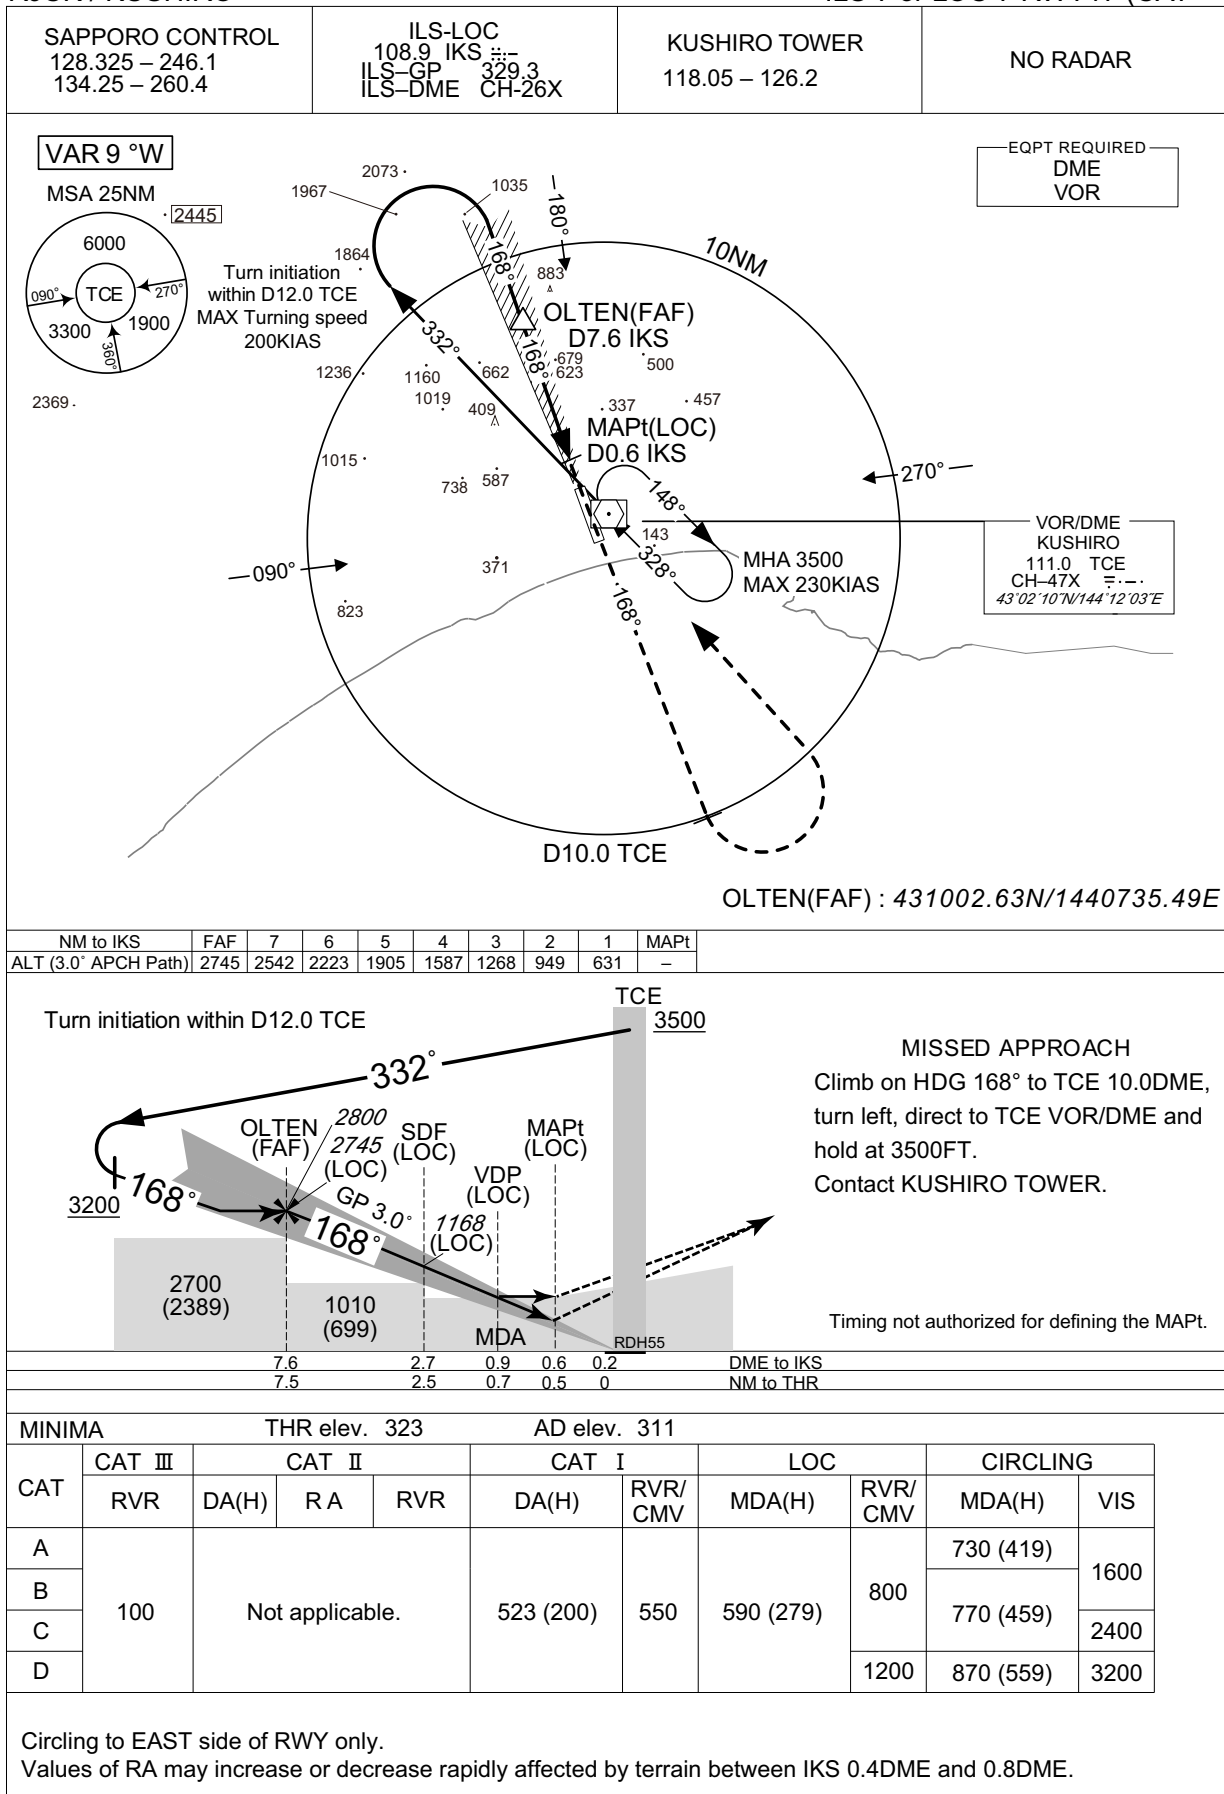 SAPPORO CONTROL
128.325 – 246.1
134.25 – 260.4
ILS-LOC
108.9 IKS
ILS–GP 329.3
ILS–DME CH-26X
KUSHIRO TOWER
118.05 – 126.2
NO RADAR
VAR 9 °W
MSA 25NM
2445
6000
090°
TCE
270°
3300
1900
360°
2369
EQPT REQUIRED
DME
VOR
2073
1967
1035
180°
1864
Turn initiation
within D12.0 TCE
MAX Turning speed
200KIAS
168°
10NM
883
OLTEN(FAF)
D7.6 IKS
332°
168°
679
623
500
1236
1160
662
1019
409
337
457
MAPt(LOC)
D0.6 IKS
1015
738
587
148°
270°
143
328°
371
MHA 3500
MAX 230KIAS
VOR/DME
KUSHIRO
111.0 TCE
CH–47X
43°02′10″N/144°12′03″E
090°
823
168°
D10.0 TCE
OLTEN(FAF) : 431002.63N/1440735.49E
NM to IKS FAF 7 6 5 4 3 2 1 MAPt
ALT (3.0° APCH Path) 2745 2542 2223 1905 1587 1268 949 631 –
Turn initiation within D12.0 TCE
TCE
3500
332°
OLTEN
(FAF)
2800
2745
(LOC)
SDF
(LOC)
MAPt
(LOC)
VDP
(LOC)
3200
168°
GP 3.0°
168°
1168
(LOC)
2700
(2389)
1010
(699)
MDA
RDH55
MISSED APPROACH
Climb on HDG 168° to TCE 10.0DME,
turn left, direct to TCE VOR/DME and
hold at 3500FT.
Contact KUSHIRO TOWER.
Timing not authorized for defining the MAPt.
7.6 2.7 0.9 0.6 0.2 DME to IKS
7.5 2.5 0.7 0.5 0 NM to THR
MINIMA THR elev. 323 AD elev. 311
CAT CAT Ⅲ CAT Ⅱ CAT Ⅰ LOC CIRCLING
RVR DA(H) RA RVR DA(H) RVR/CMV MDA(H) RVR/CMV MDA(H) VIS
A 730 (419)
B 1600
800
100 Not applicable. 523 (200) 550 590 (279) 770 (459)
C 2400
D 1200 870 (559) 3200
Circling to EAST side of RWY only.
Values of RA may increase or decrease rapidly affected by terrain between IKS 0.4DME and 0.8DME.